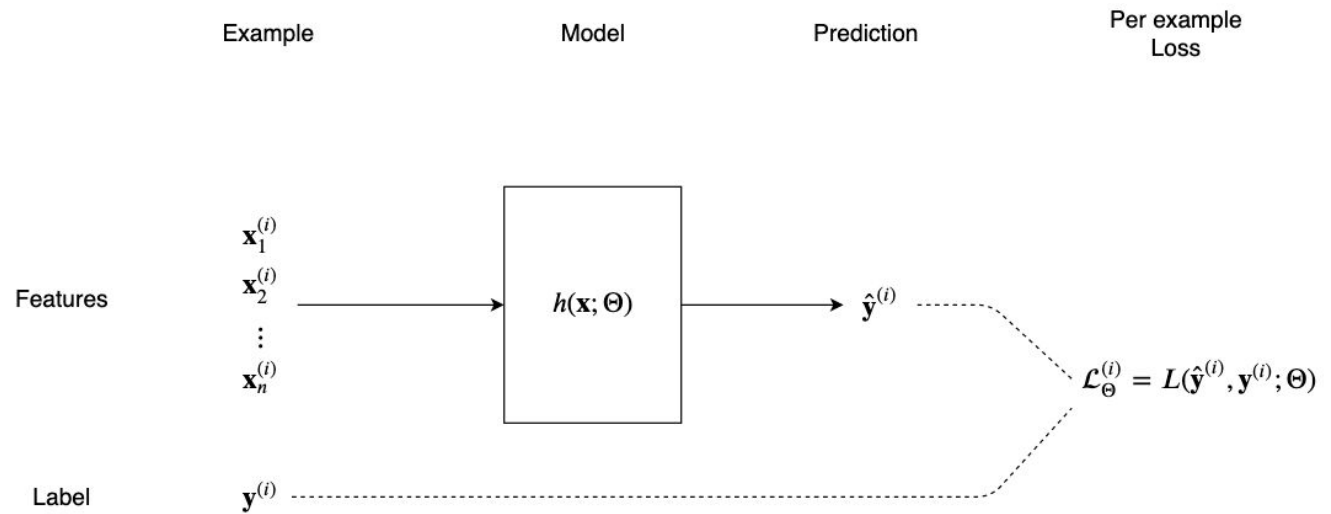 Example
Model
Prediction
Per example
Loss
Features
𝐱₁⁽ⁱ⁾
𝐱₂⁽ⁱ⁾
⋮
𝐱ₙ⁽ⁱ⁾
h(𝐱; Θ)
ŷ⁽ⁱ⁾
ℒ_Θ⁽ⁱ⁾ = L(ŷ⁽ⁱ⁾, 𝐲⁽ⁱ⁾; Θ)
Label
𝐲⁽ⁱ⁾